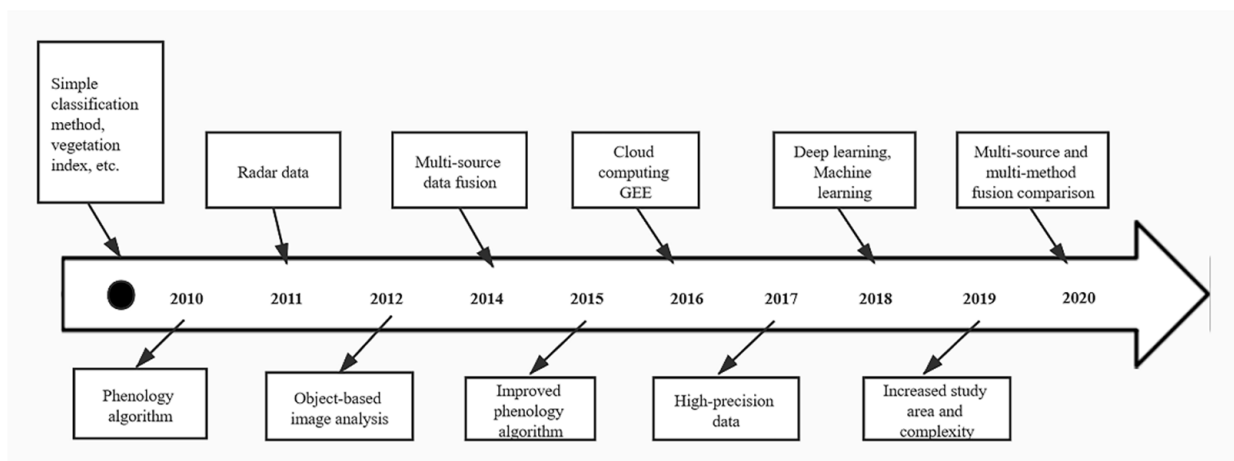 Simple
classification
method,
vegetation
index, etc.
Radar data
Multi-source
data fusion
Cloud
computing
GEE
Deep learning,
Machine
learning
Multi-source and
multi-method
fusion comparison
2010 2011 2012 2014 2015 2016 2017 2018 2019 2020
Phenology
algorithm
Object-based
image analysis
Improved
phenology
algorithm
High-precision
data
Increased study
area and
complexity